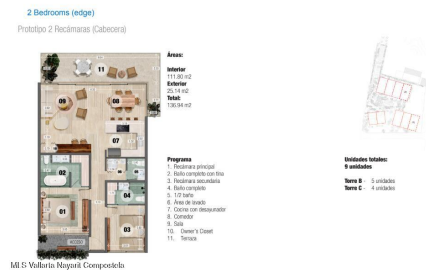 2 Bedrooms (edge)
Prototipo 2 Recámaras (Cabecera)
Áreas:
Interior
111.80 m2
Exterior
25.14 m2
Total:
136.94 m2
11
09
08
07
02
04
01
03
ACCESO
Programa
1. Recámara principal
2. Baño completo con tina
3. Recámara secundaria
4. Baño completo
5. 1/2 baño
6. Área de lavado
7. Cocina con desayunador
8. Comedor
9. Sala
10. Owner's Closet
11. Terraza
Unidades totales:
9 unidades
Torre B - 5 unidades
Torre C - 4 unidades
MLS Vallarta Nayarit Compostela